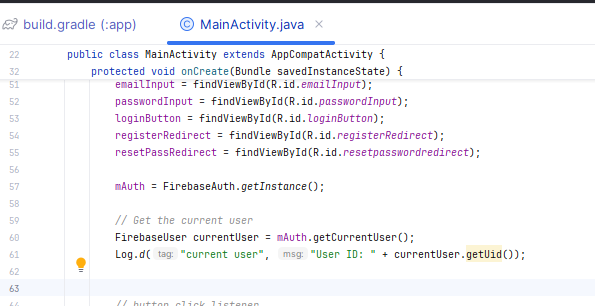 build.gradle (:app)
MainActivity.java
22 public class MainActivity extends AppCompatActivity {
32 protected void onCreate(Bundle savedInstanceState) {
51 emailInput = findViewById(R.id.emailInput);
52 passwordInput = findViewById(R.id.passwordInput);
53 loginButton = findViewById(R.id.loginButton);
54 registerRedirect = findViewById(R.id.registerRedirect);
55 resetPassRedirect = findViewById(R.id.resetpasswordredirect);
56
57 mAuth = FirebaseAuth.getInstance();
58
59 // Get the current user
60 FirebaseUser currentUser = mAuth.getCurrentUser();
61 Log.d( tag: "current user", msg: "User ID: " + currentUser.getUid());
62
63
64 // button click listener